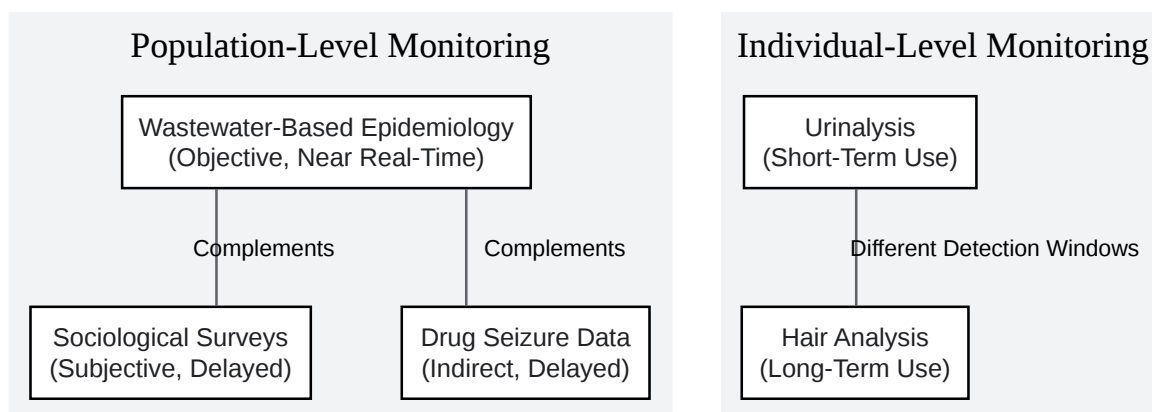 Population-Level Monitoring
Wastewater-Based Epidemiology
(Objective, Near Real-Time)
Complements
Complements
Sociological Surveys
(Subjective, Delayed)
Drug Seizure Data
(Indirect, Delayed)
Individual-Level Monitoring
Urinalysis
(Short-Term Use)
Different Detection Windows
Hair Analysis
(Long-Term Use)